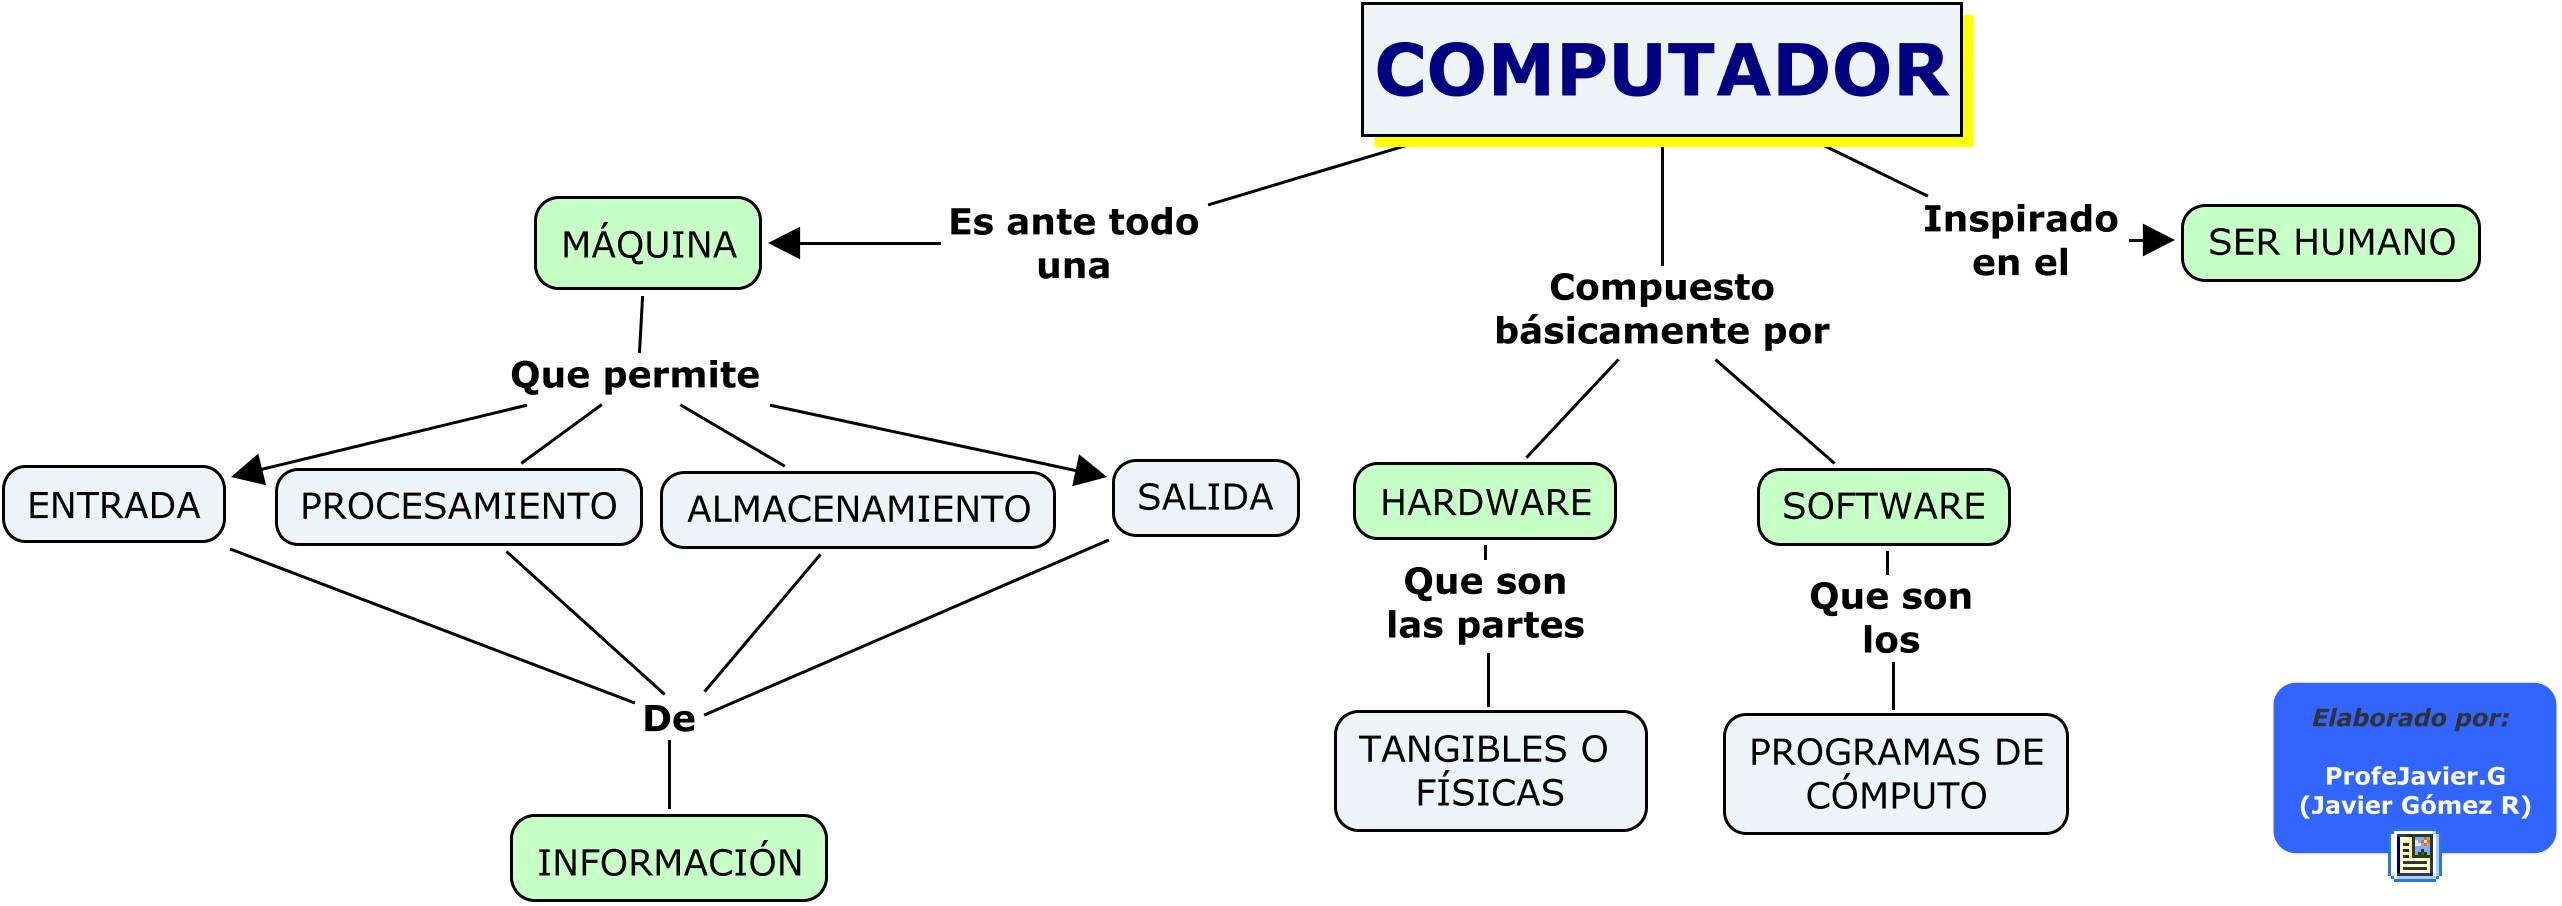 COMPUTADOR
Es ante todo
una
MÁQUINA
Inspirado
en el
SER HUMANO
Compuesto
básicamente por
Que permite
ENTRADA
PROCESAMIENTO
ALMACENAMIENTO
SALIDA
De
INFORMACIÓN
HARDWARE
Que son
las partes
TANGIBLES O
FÍSICAS
SOFTWARE
Que son
los
PROGRAMAS DE
CÓMPUTO
Elaborado por:
ProfeJavier.G
(Javier Gómez R)